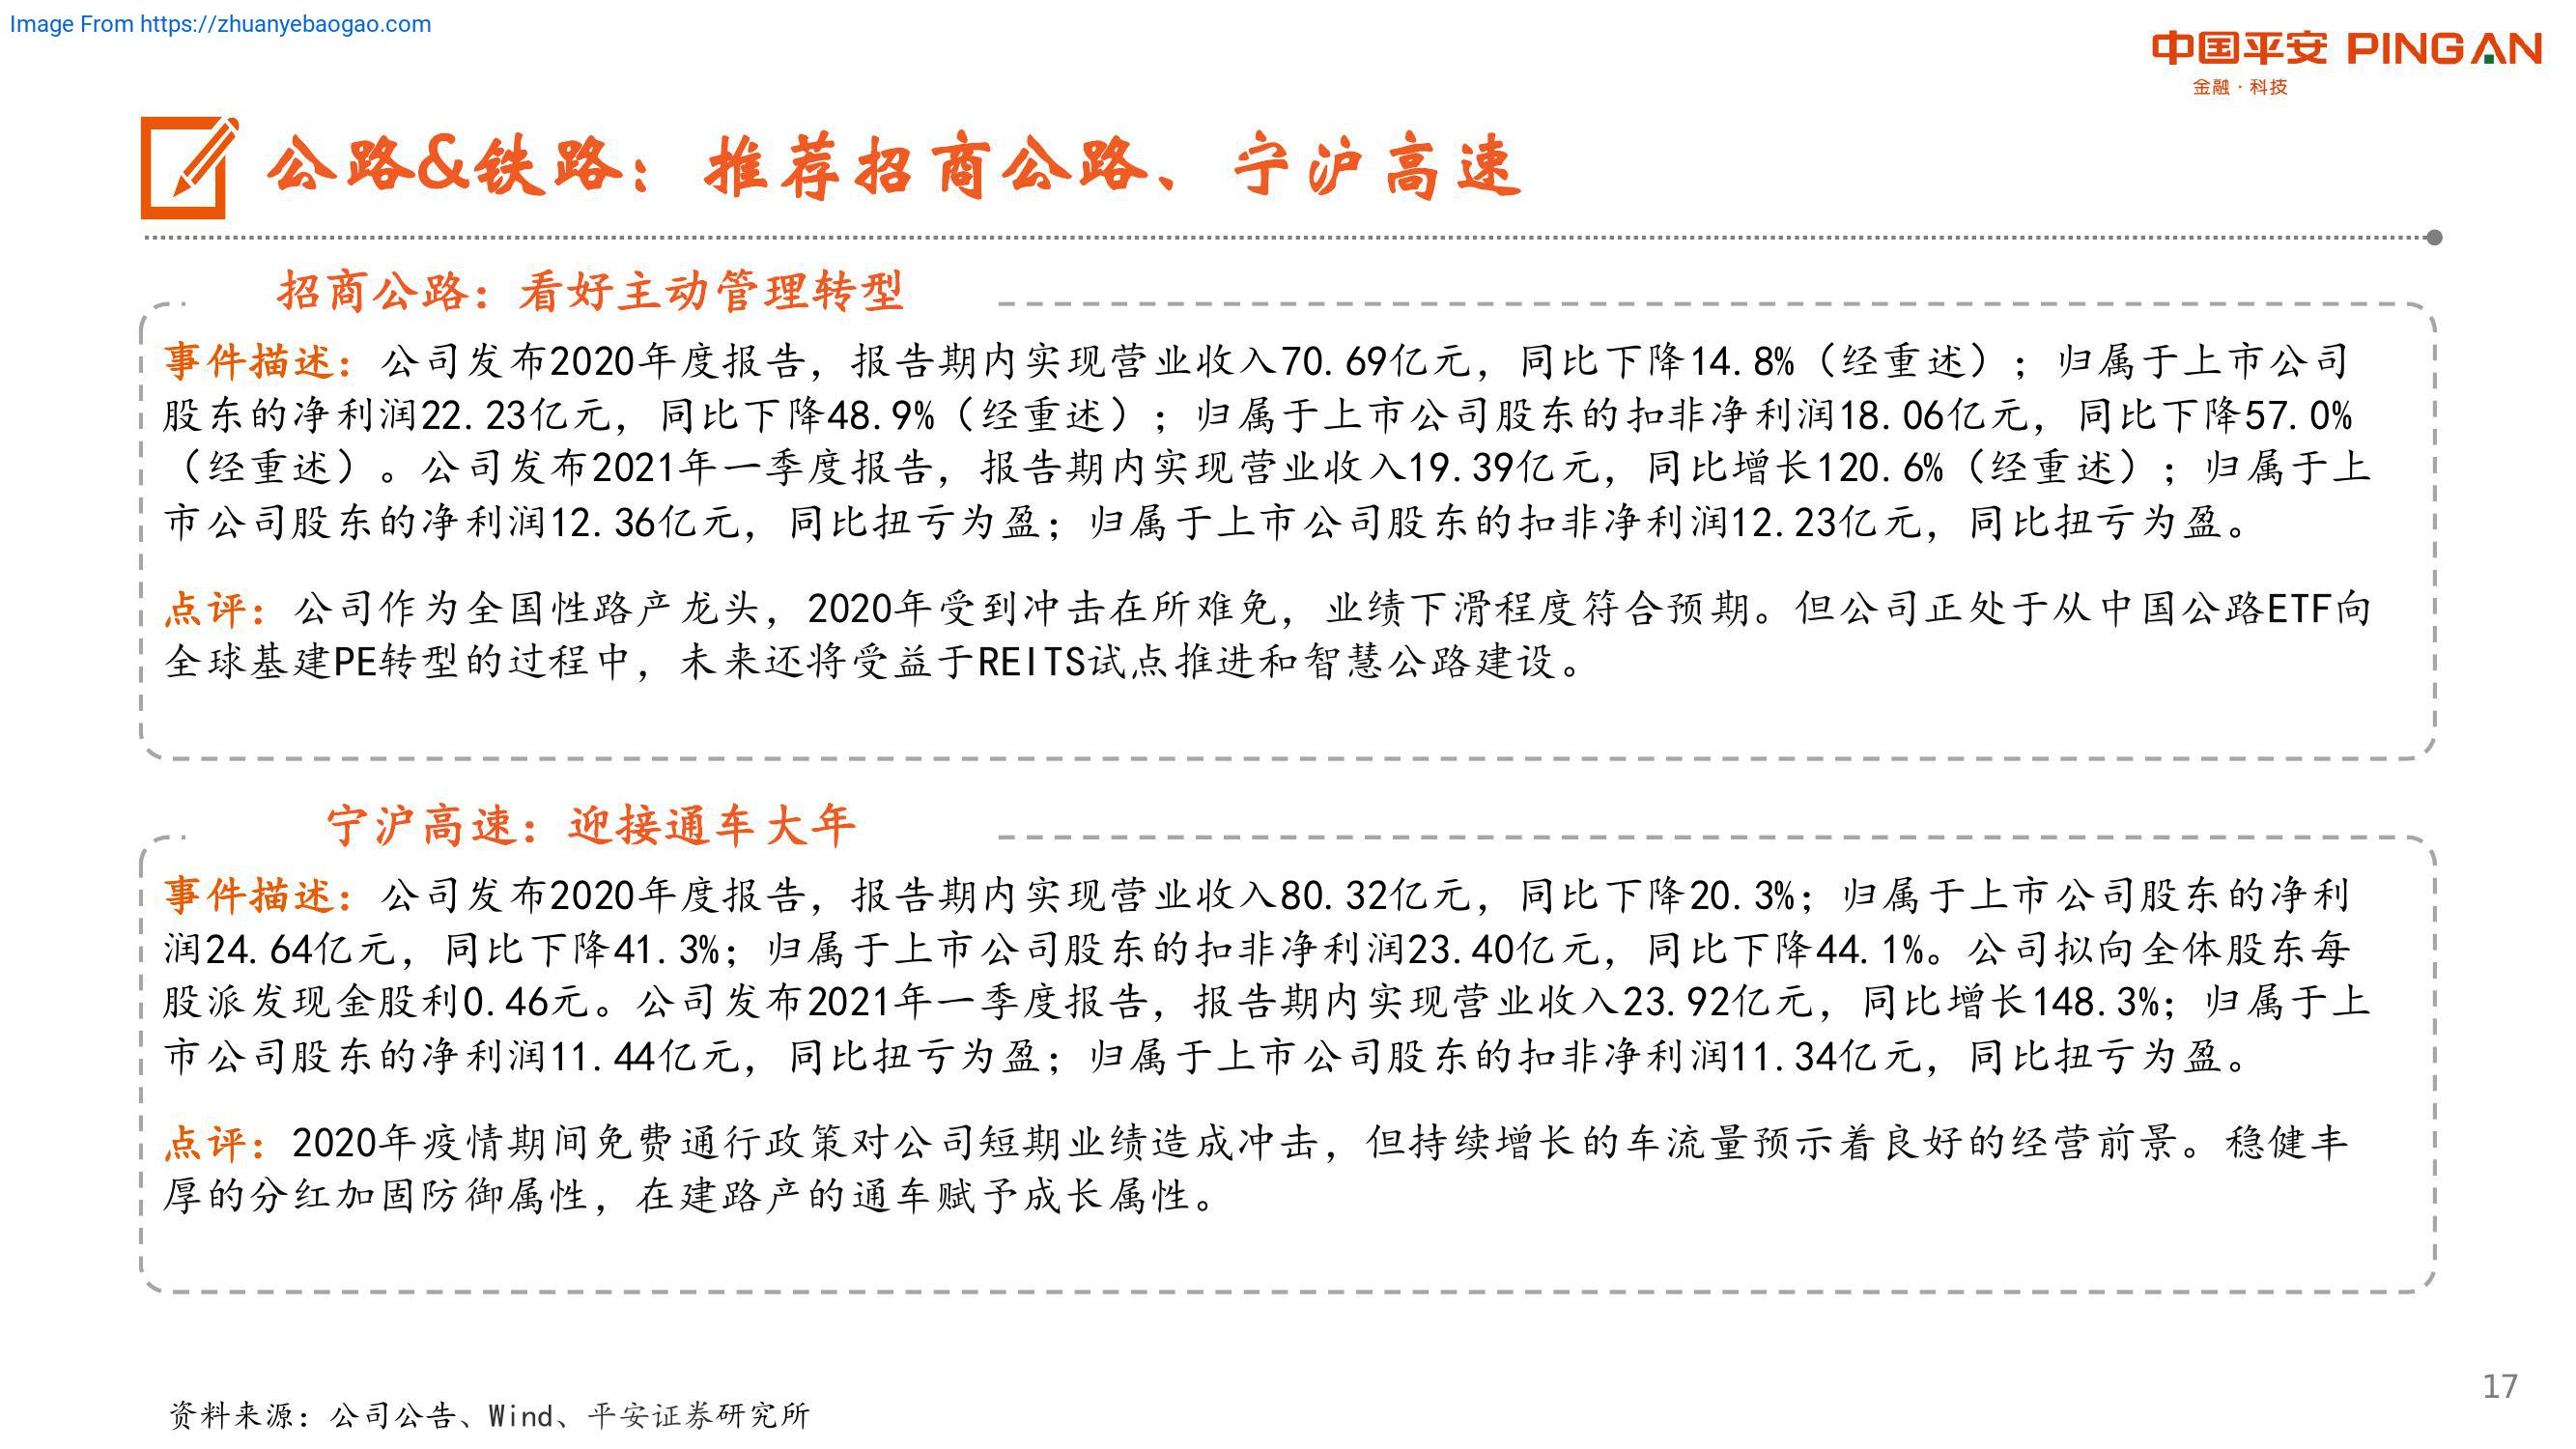 Image From https://zhuanyebaogao.com
中国平安 PINGAN
金融·科技
公路&铁路：推荐招商公路、宁沪高速
招商公路：看好主动管理转型
事件描述：公司发布2020年度报告，报告期内实现营业收入70.69亿元，同比下降14.8%（经重述）；归属于上市公司
股东的净利润22.23亿元，同比下降48.9%（经重述）；归属于上市公司股东的扣非净利润18.06亿元，同比下降57.0%
（经重述）。公司发布2021年一季度报告，报告期内实现营业收入19.39亿元，同比增长120.6%（经重述）；归属于上
市公司股东的净利润12.36亿元，同比扭亏为盈；归属于上市公司股东的扣非净利润12.23亿元，同比扭亏为盈。
点评：公司作为全国性路产龙头，2020年受到冲击在所难免，业绩下滑程度符合预期。但公司正处于从中国公路ETF向
全球基建PE转型的过程中，未来还将受益于REITS试点推进和智慧公路建设。
宁沪高速：迎接通车大年
事件描述：公司发布2020年度报告，报告期内实现营业收入80.32亿元，同比下降20.3%；归属于上市公司股东的净利
润24.64亿元，同比下降41.3%；归属于上市公司股东的扣非净利润23.40亿元，同比下降44.1%。公司拟向全体股东每
股派发现金股利0.46元。公司发布2021年一季度报告，报告期内实现营业收入23.92亿元，同比增长148.3%；归属于上
市公司股东的净利润11.44亿元，同比扭亏为盈；归属于上市公司股东的扣非净利润11.34亿元，同比扭亏为盈。
点评：2020年疫情期间免费通行政策对公司短期业绩造成冲击，但持续增长的车流量预示着良好的经营前景。稳健丰
厚的分红加固防御属性，在建路产的通车赋予成长属性。
资料来源：公司公告、Wind、平安证券研究所
17